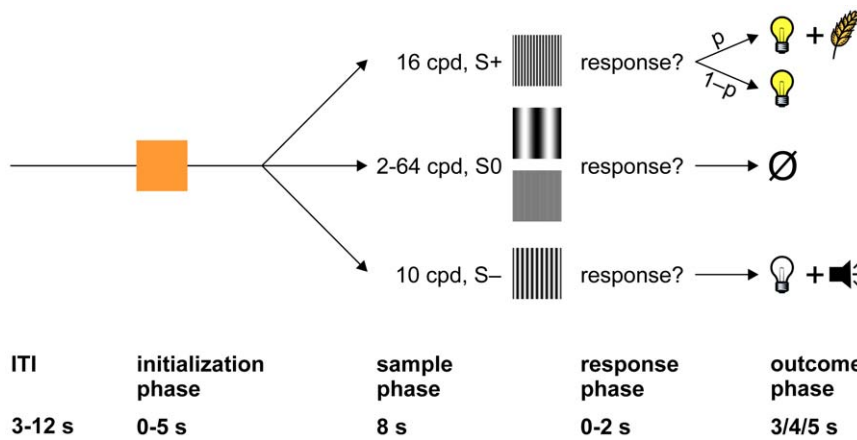 p
16 cpd, S+ response? +
1–p
2-64 cpd, S0 response? Ø
10 cpd, S– response? +
ITI initialization phase sample phase response phase outcome phase
3-12 s 0-5 s 8 s 0-2 s 3/4/5 s